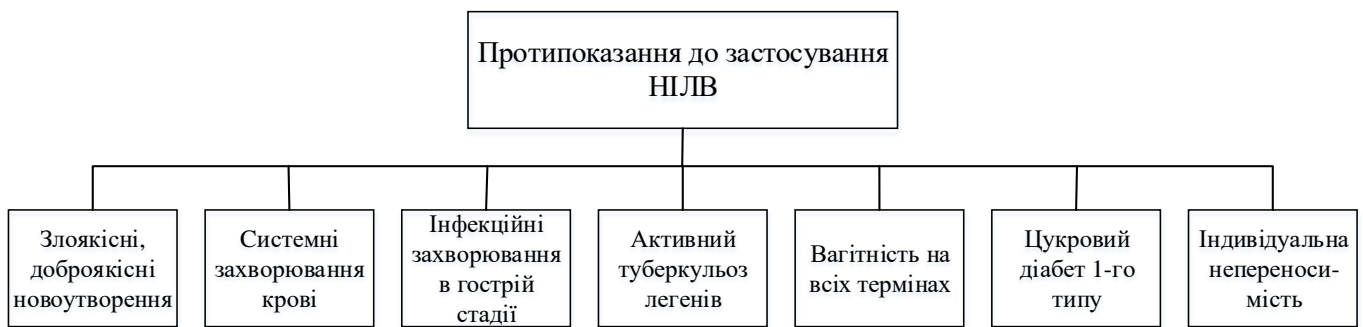 Протипоказання до застосування
НІЛВ
Злоякісні,
доброякісні
новоутворення
Системні
захворювання
крові
Інфекційні
захворювання
в гострій
стадії
Активний
туберкульоз
легенів
Вагітність на
всіх термінах
Цукровий
діабет 1-го
типу
Індивідуальна
непереноси-
мість